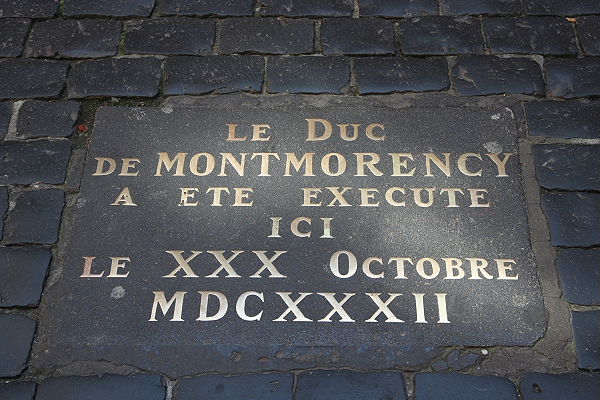 LE DUC
DE MONTMORENCY
A ETE EXECUTE
ICI
LE XXX OCTOBRE
MDCXXXII